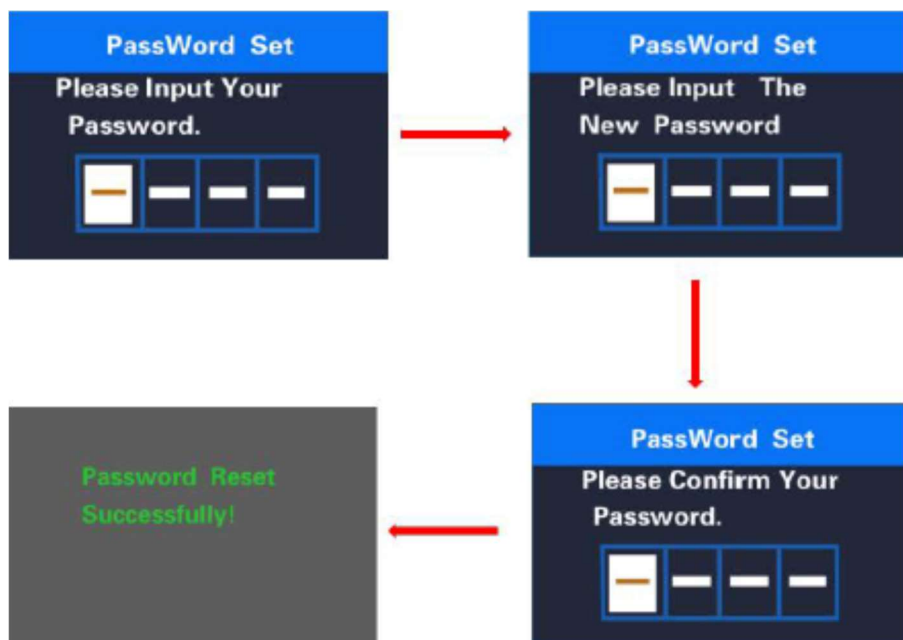 PassWord Set
Please Input Your
Password.
PassWord Set
Please Input The
New Password
PassWord Set
Please Confirm Your
Password.
Password Reset
Successfully!